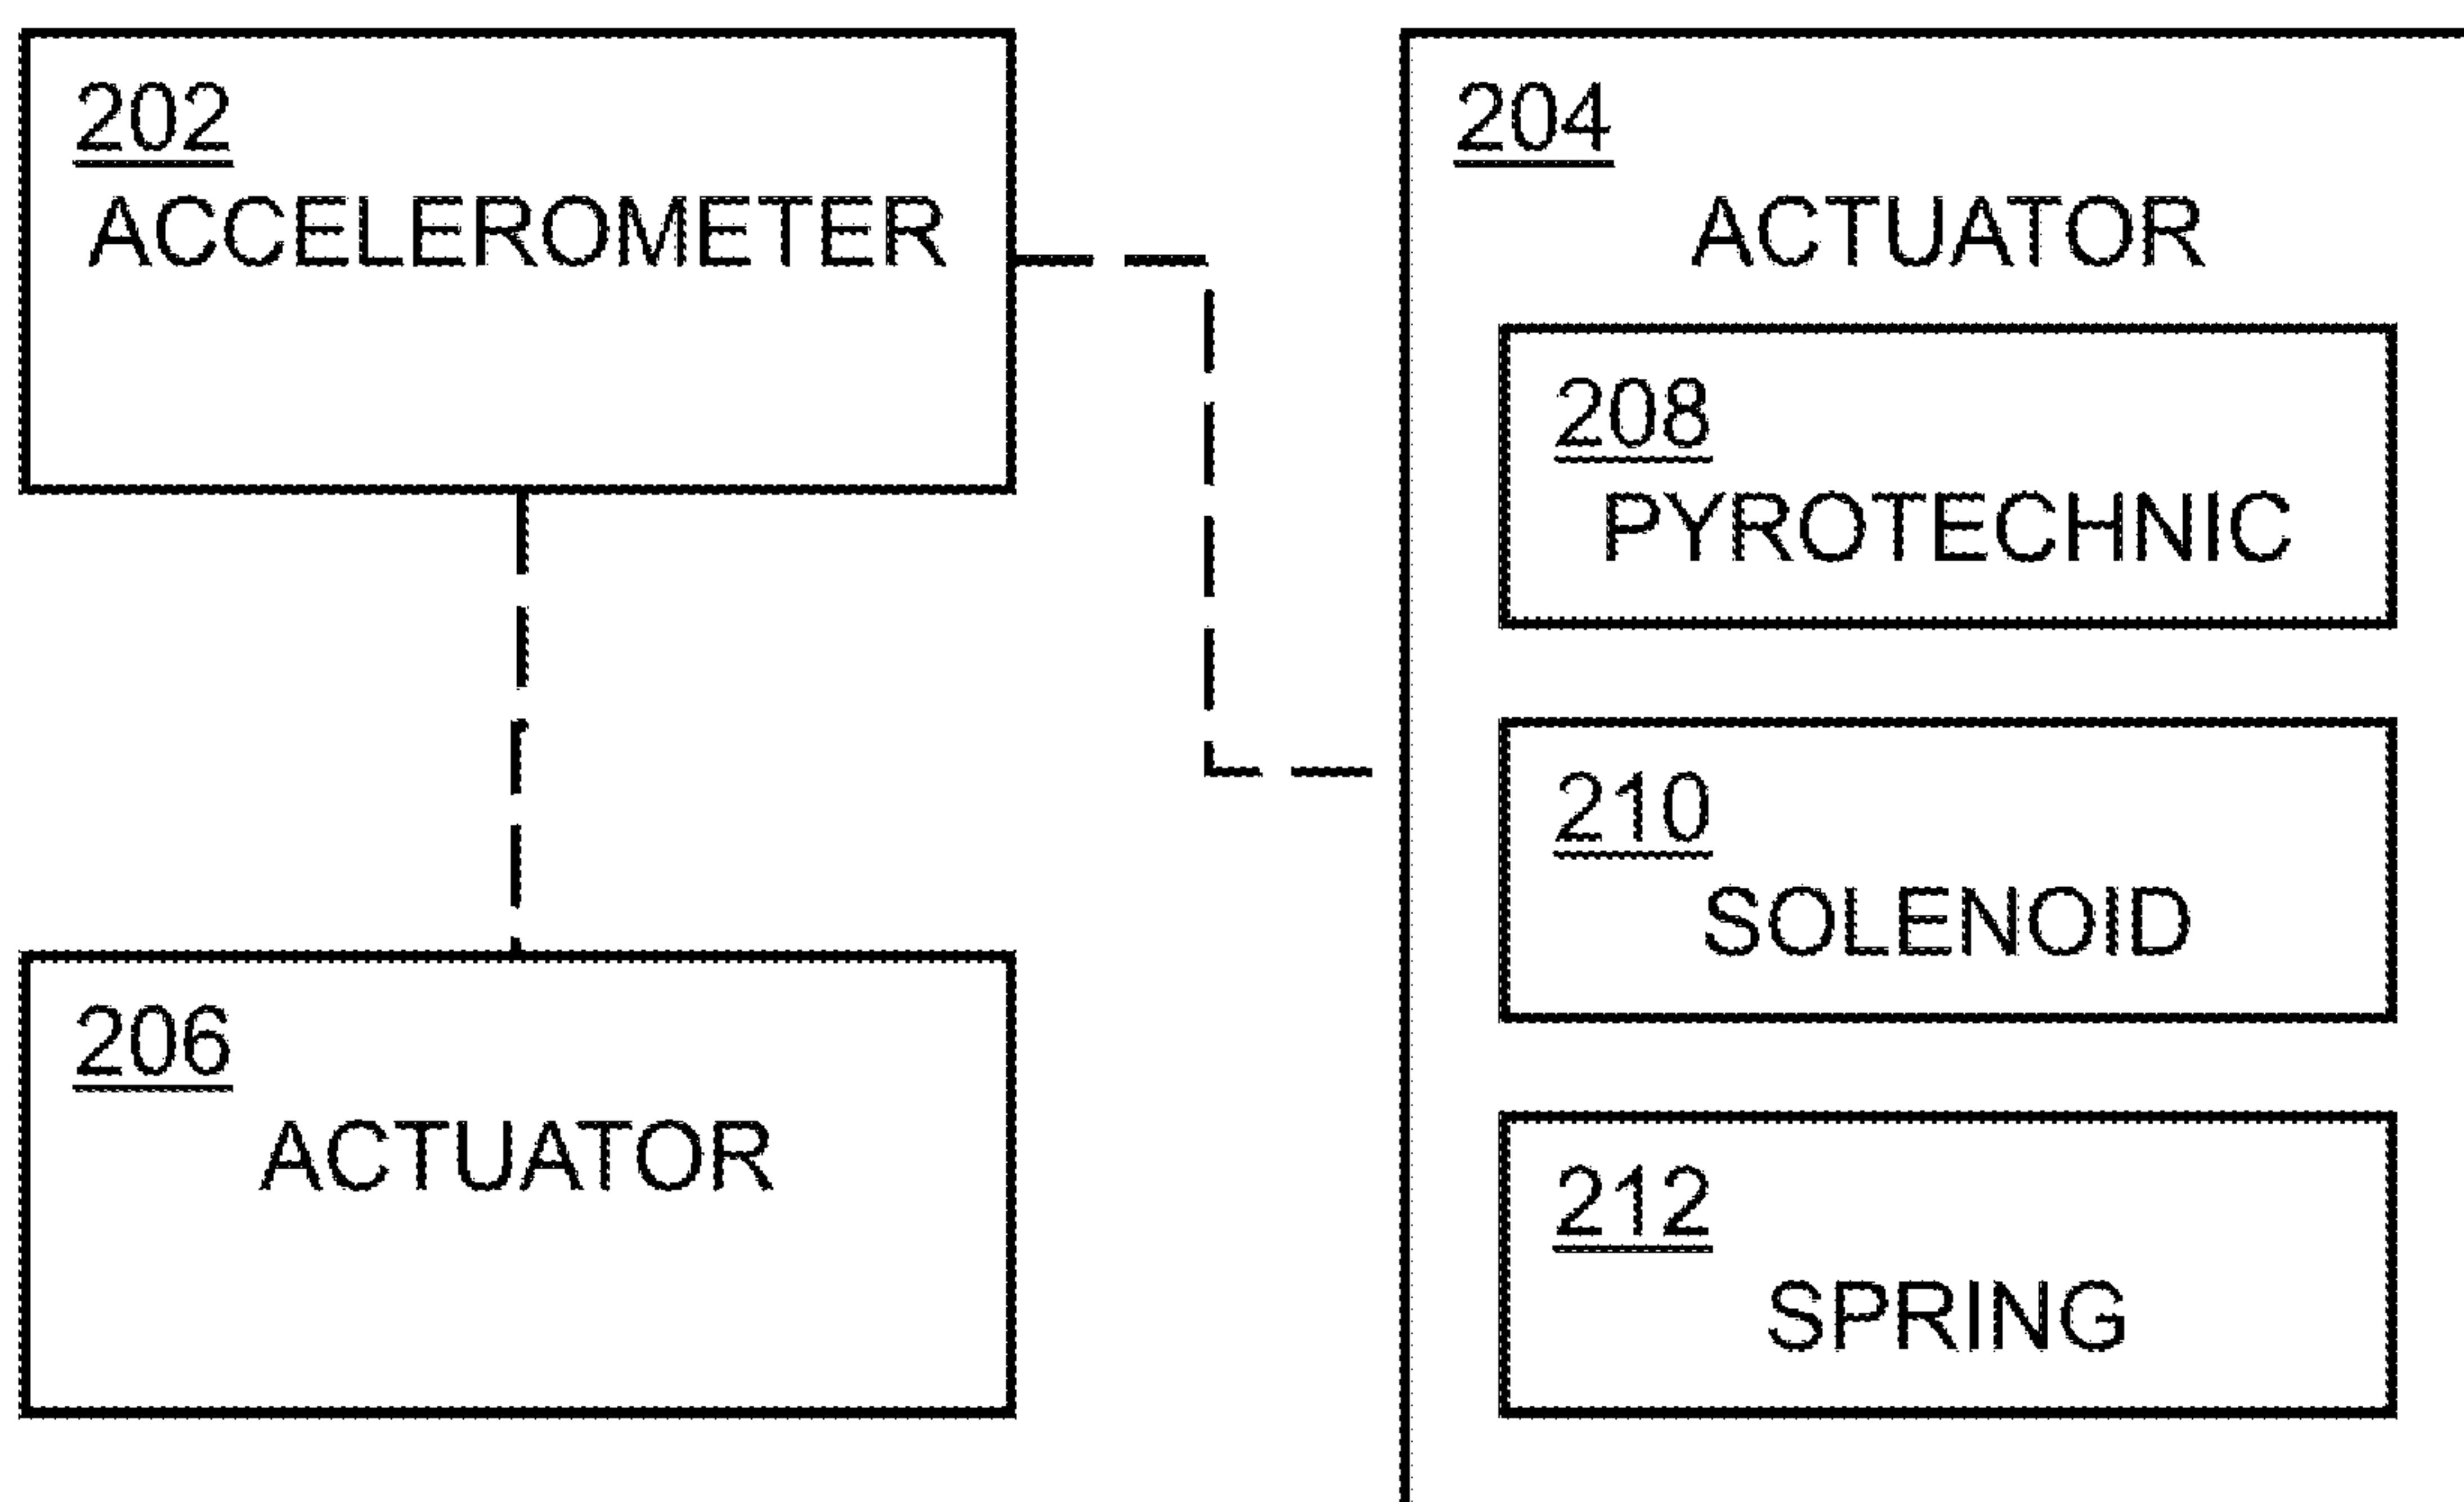 202
ACCELEROMETER
204
ACTUATOR
208
PYROTECHNIC
210
SOLENOID
206
ACTUATOR
212
SPRING